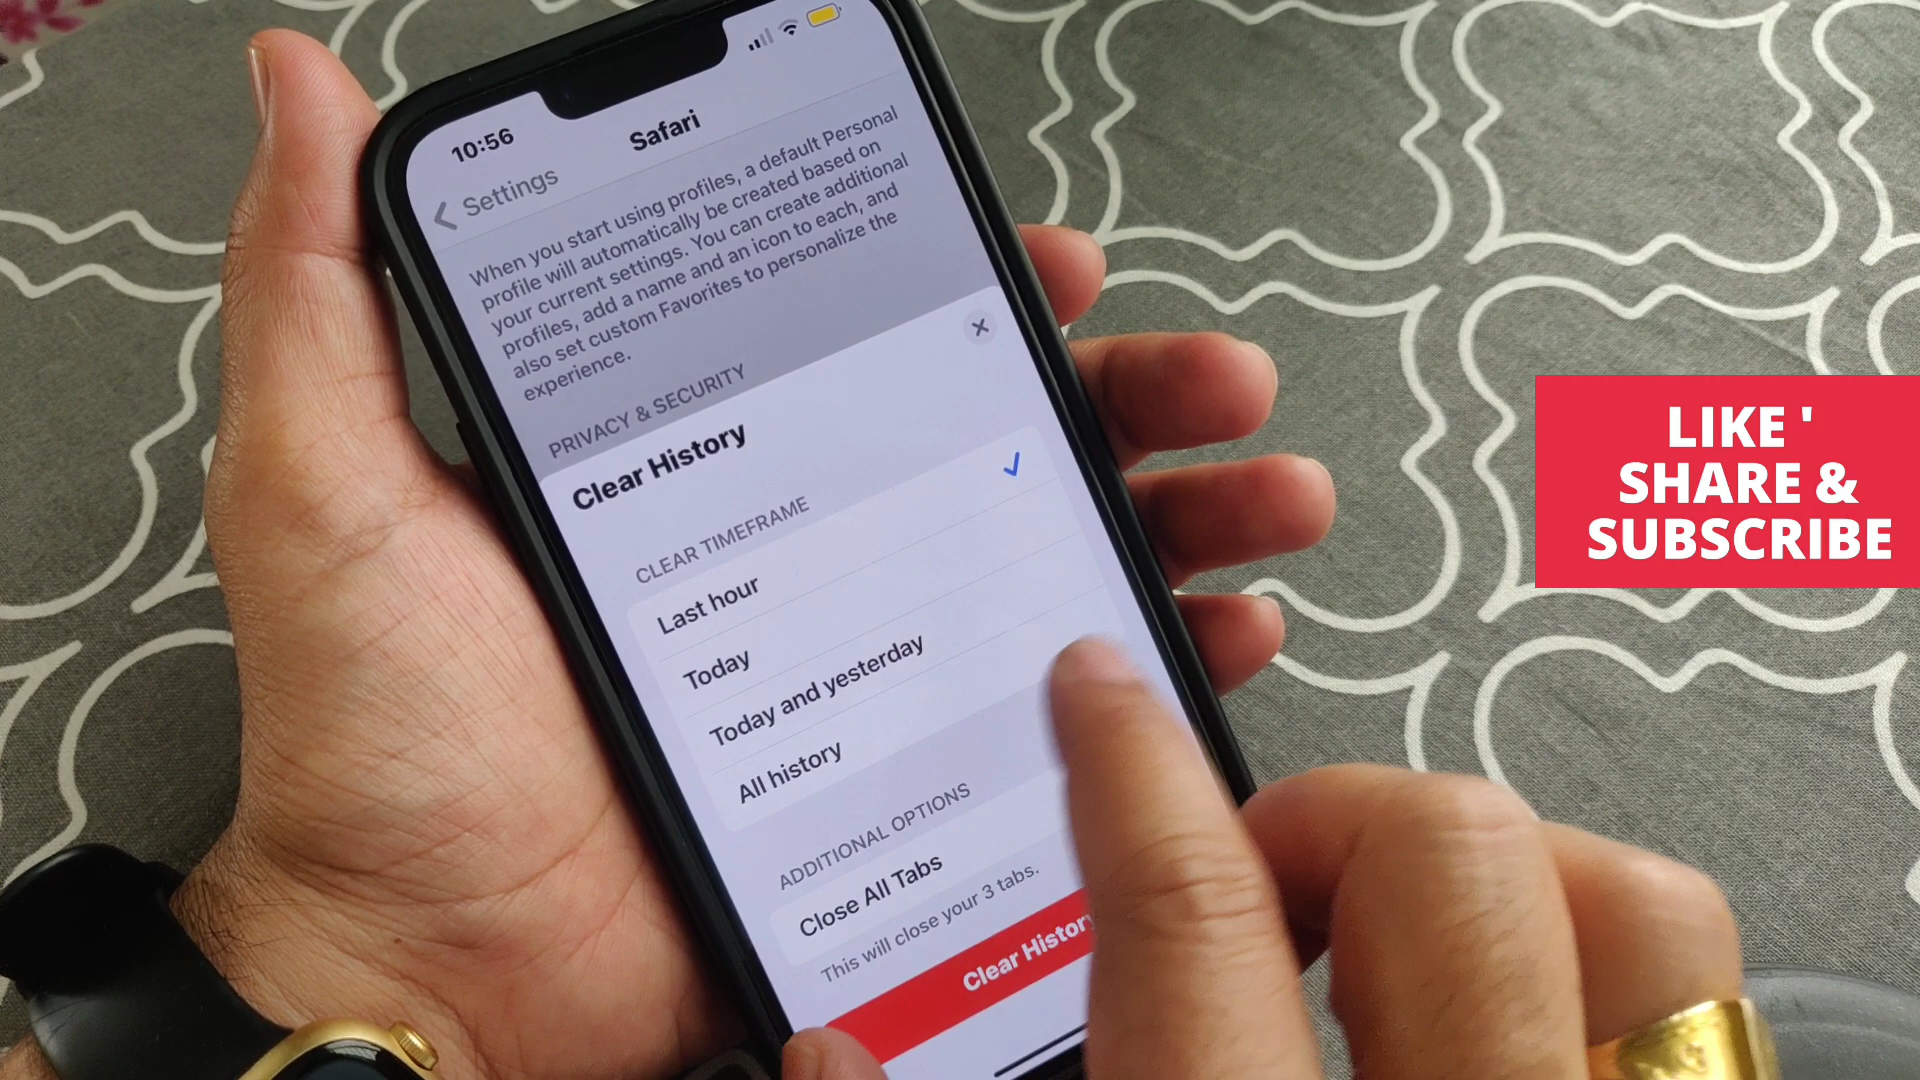 10:56
Settings
Safari
When you start using profiles, a default Personal
profile will automatically be created based on
your current settings. You can create additional
profiles, add a name and an icon to each, and
also set custom Favorites to personalize the
experience.
PRIVACY & SECURITY
Clear History
CLEAR TIMEFRAME
Last hour
Today
Today and yesterday
All history
ADDITIONAL OPTIONS
Close All Tabs
This will close your 3 tabs.
Clear History
LIKE '
SHARE &
SUBSCRIBE